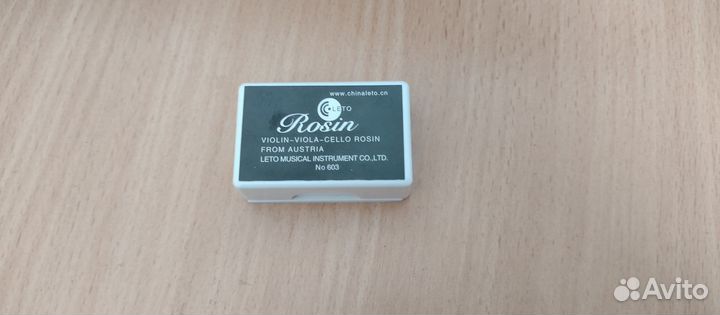 www.chinaleto.cn
LETO
Rosin
VIOLIN-VIOLA-CELLO ROSIN
FROM AUSTRIA
LETO MUSICAL INSTRUMENT CO.,LTD.
No 603
Avito